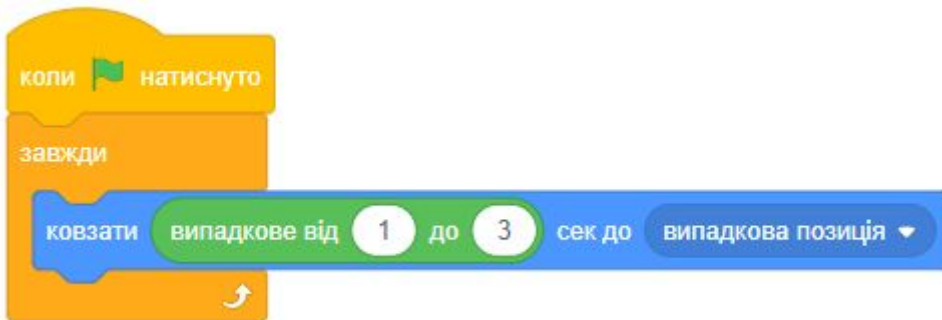 коли натиснуто
завжди
ковзати випадкове від 1 до 3 сек до випадкова позиція